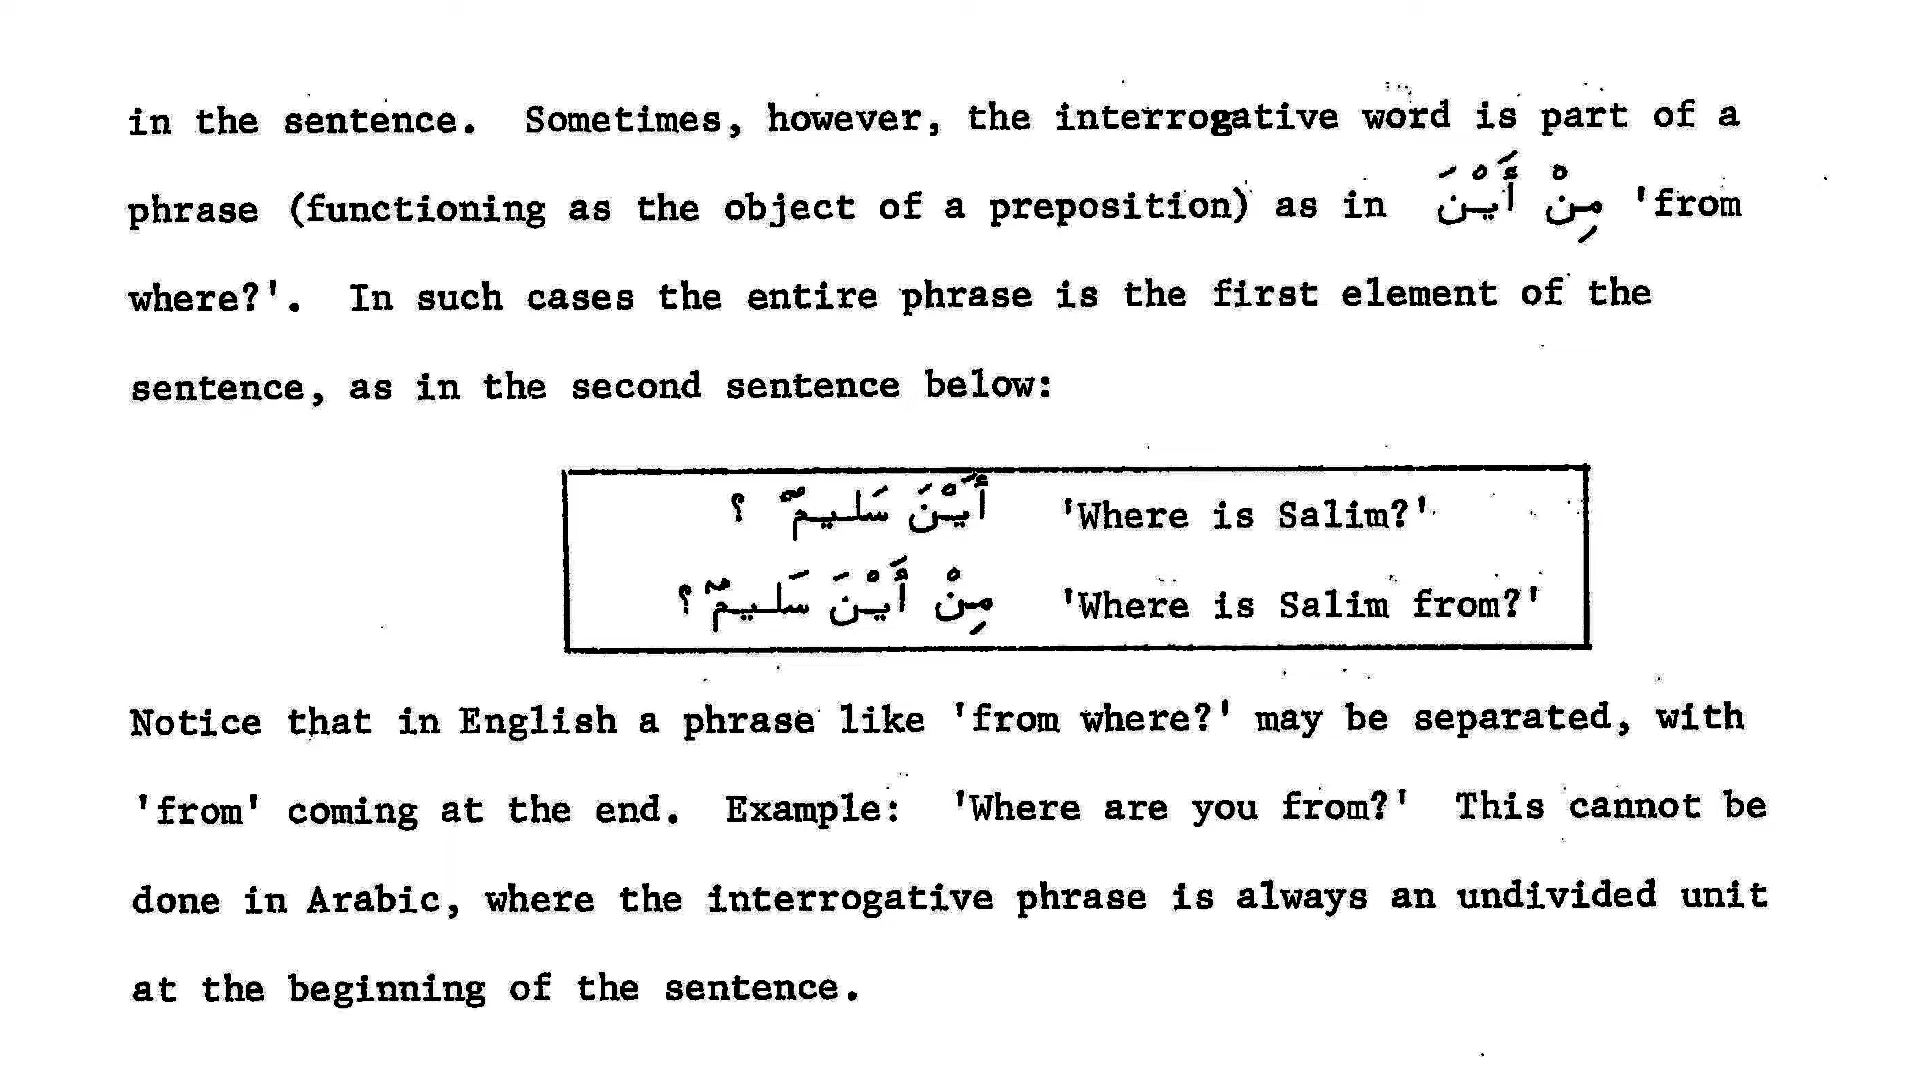 in the sentence. Sometimes, however, the interrogative word is part of a
phrase (functioning as the object of a preposition) as in مِنْ أَيْنَ 'from
where?'. In such cases the entire phrase is the first element of the
sentence, as in the second sentence below:
أَيْنَ سَليمٌ ؟ 'Where is Salim?'
مِنْ أَيْنَ سَليمٌ ؟ 'Where is Salim from?'
Notice that in English a phrase like 'from where?' may be separated, with
'from' coming at the end. Example: 'Where are you from?' This cannot be
done in Arabic, where the interrogative phrase is always an undivided unit
at the beginning of the sentence.